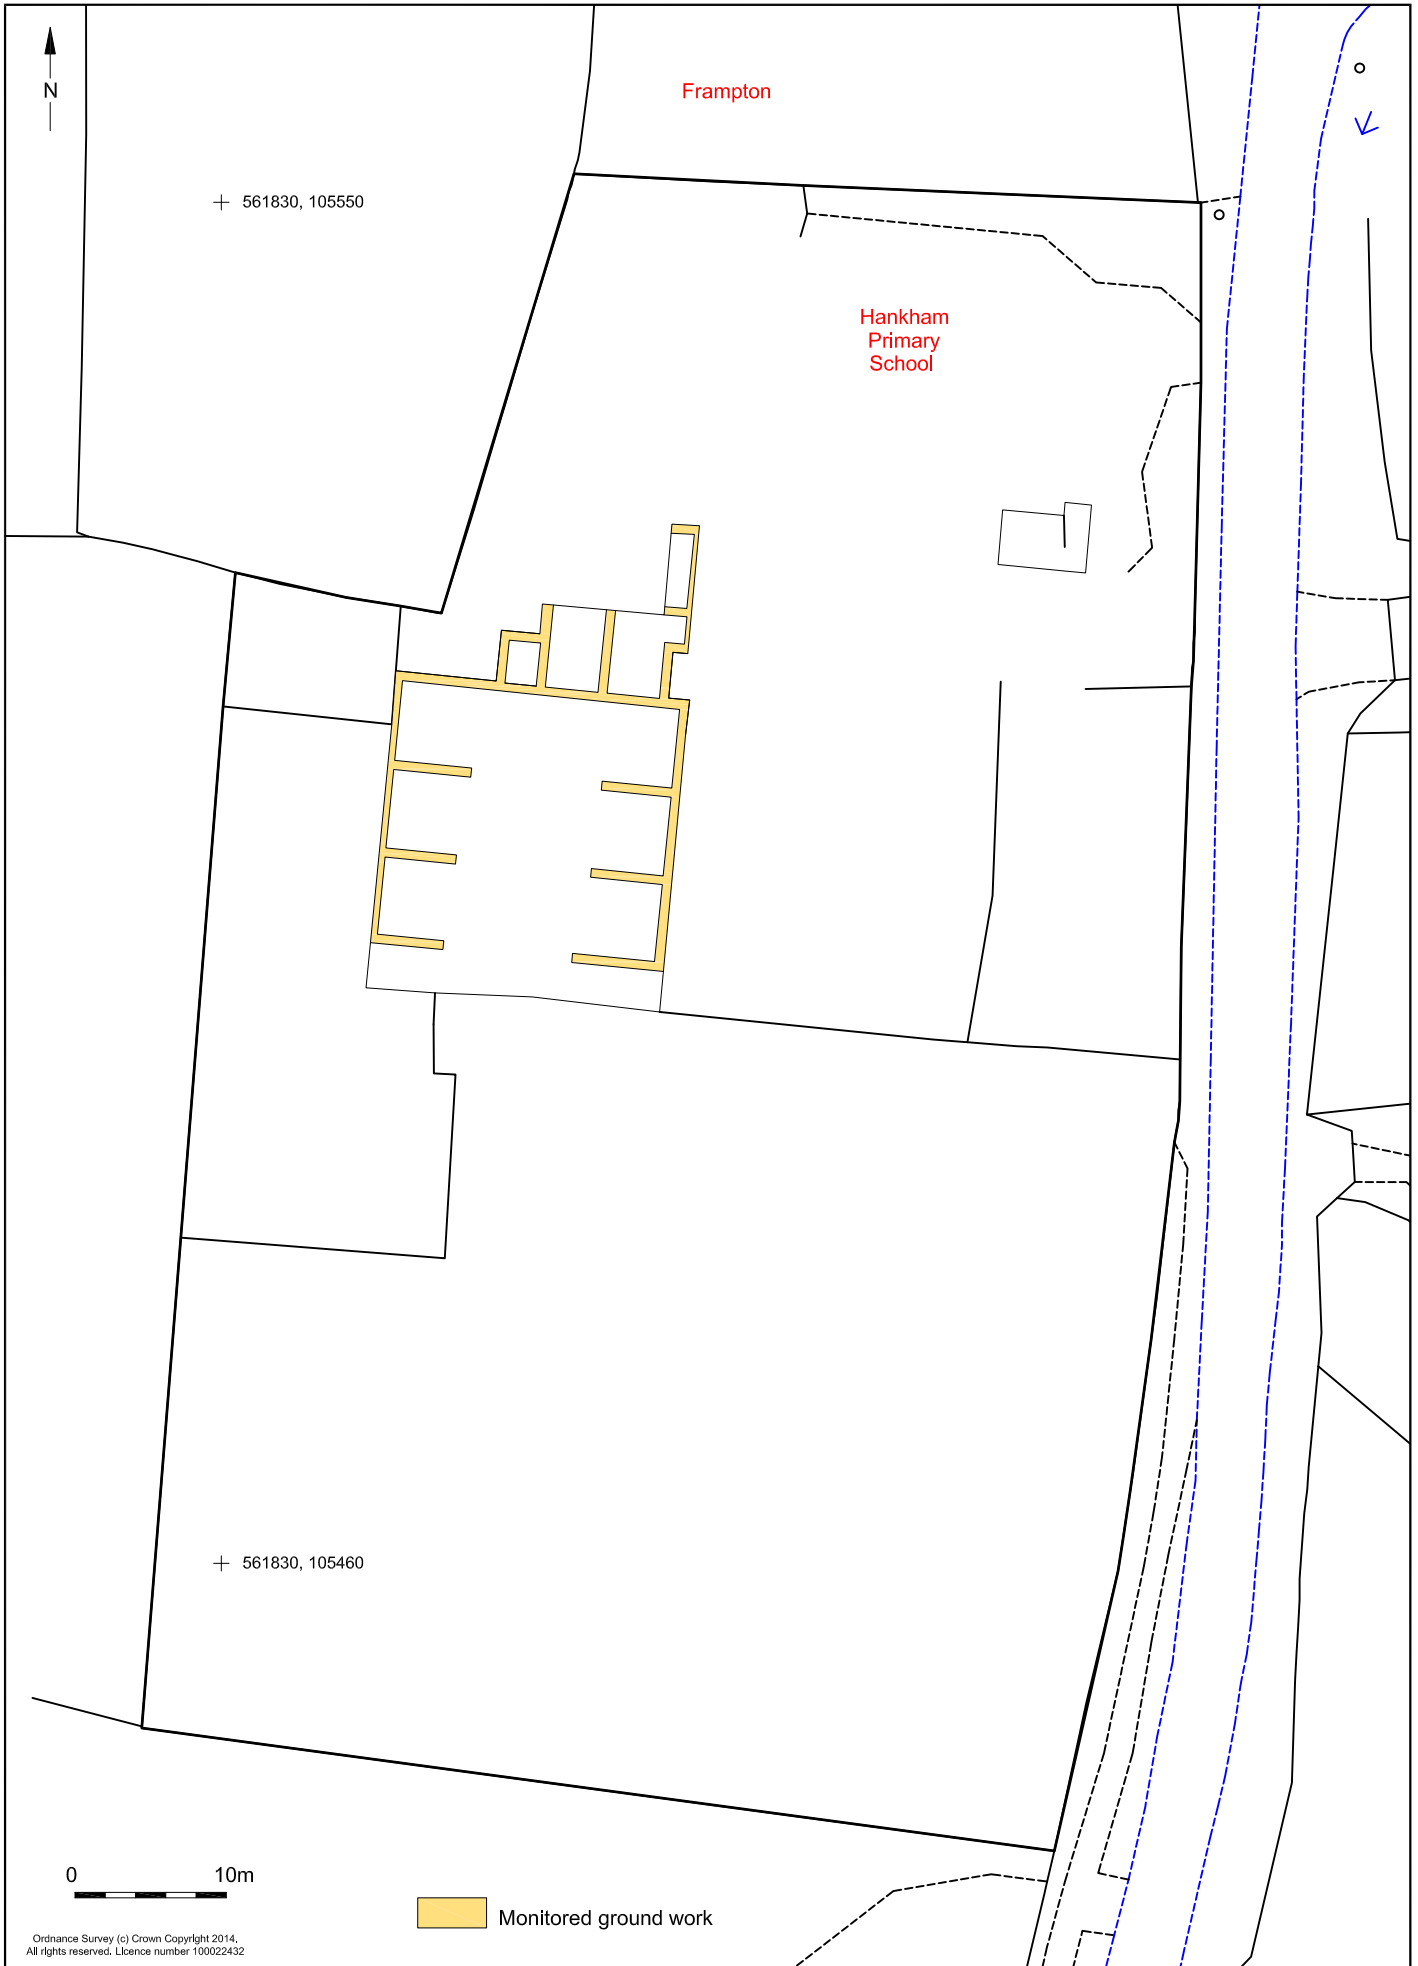 N
Frampton
561830, 105550
Hankham
Primary
School
561830, 105460
0 10m
Monitored ground work
Ordnance Survey (c) Crown Copyright 2014.
All rights reserved. Licence number 100022432